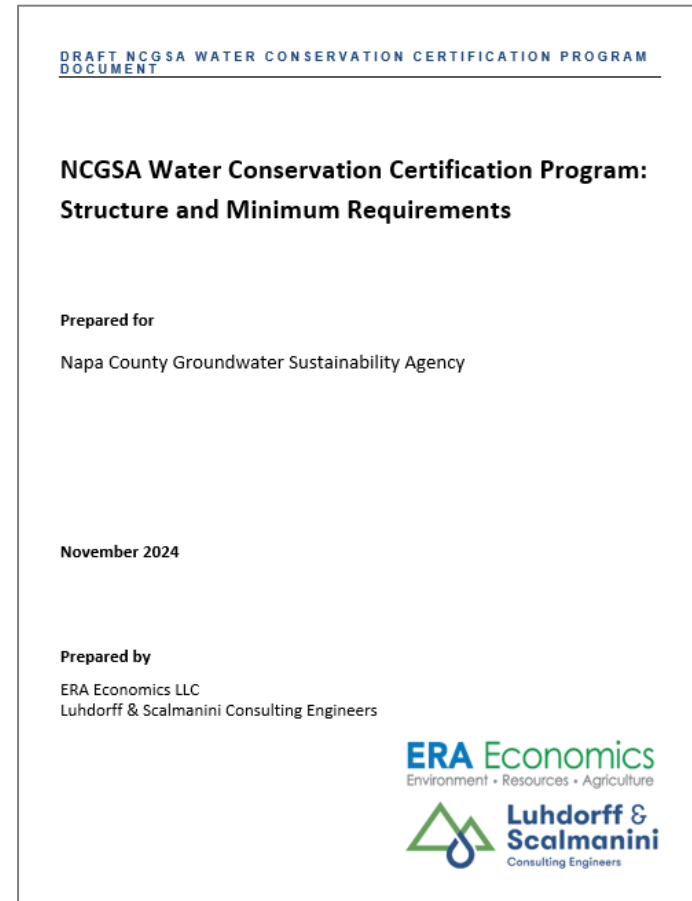 DRAFT NCGSA WATER CONSERVATION CERTIFICATION PROGRAM
DOCUMENT
NCGSA Water Conservation Certification Program:
Structure and Minimum Requirements
Prepared for
Napa County Groundwater Sustainability Agency
November 2024
Prepared by
ERA Economics LLC
Luhdorff & Scalmanini Consulting Engineers
ERA Economics
Environment • Resources • Agriculture
Luhdorff &
Scalmanini
Consulting Engineers